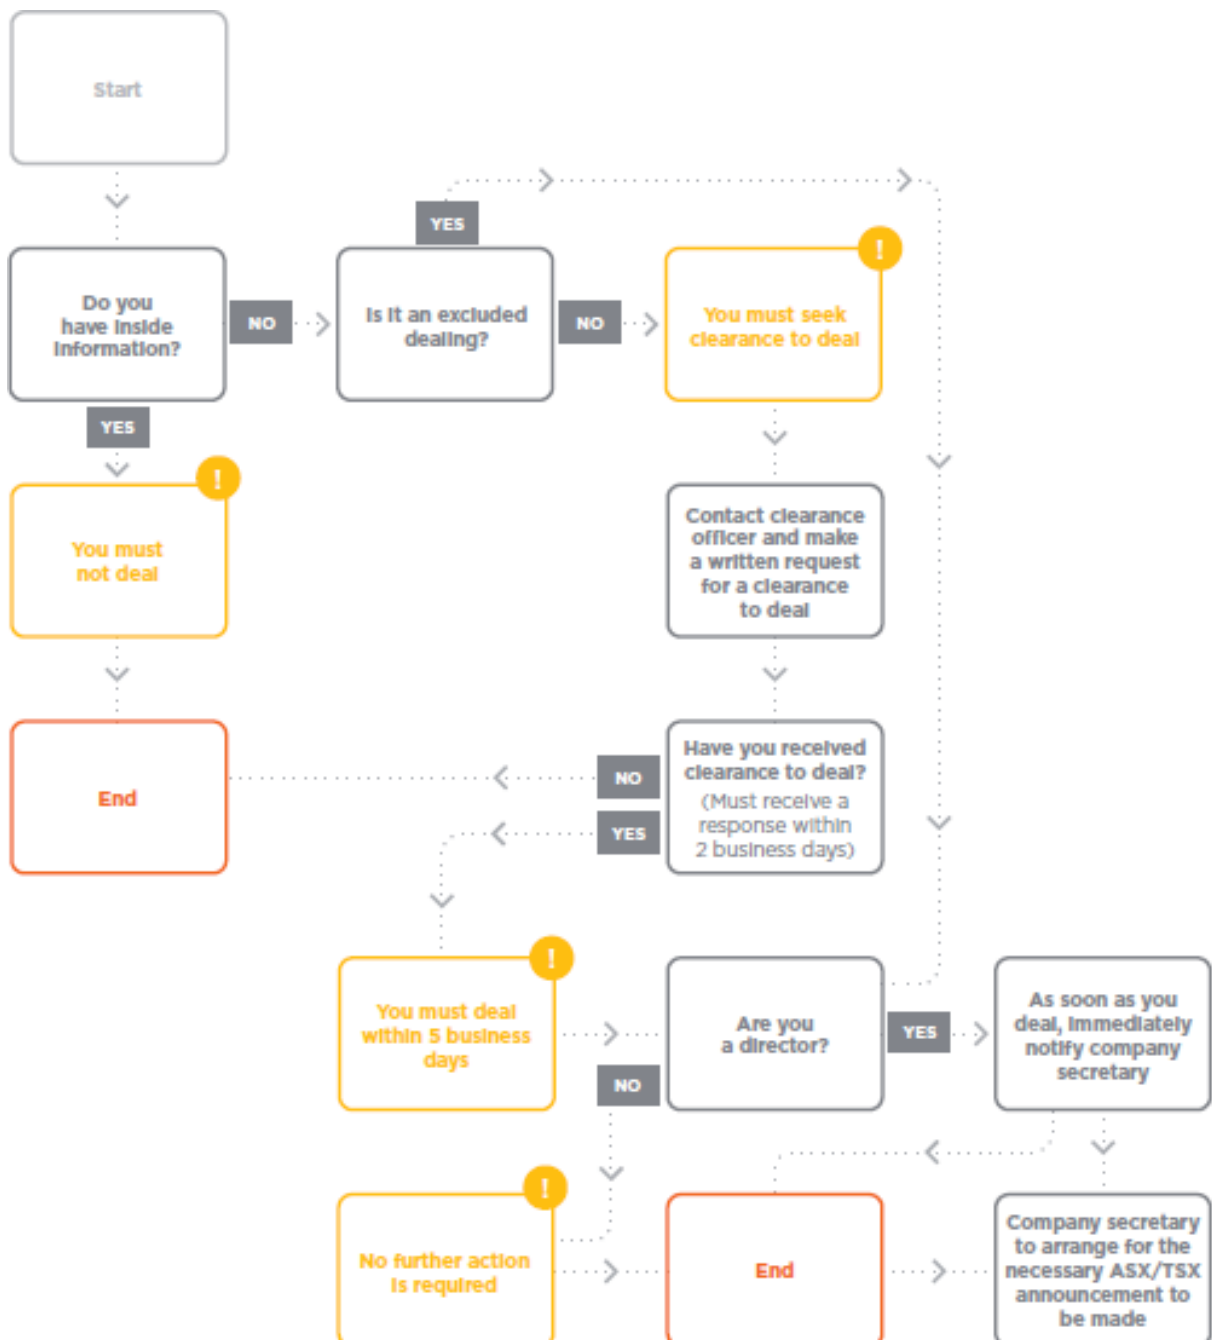 Start
YES
!
Do you
have inside
information?
NO
Is it an excluded
dealing?
NO
You must seek
clearance to deal
YES
!
You must
not deal
Contact clearance
officer and make
a written request
for a clearance
to deal
End
NO
YES
Have you received
clearance to deal?
(Must receive a
response within
2 business days)
!
You must deal
within 5 business
days
Are you
a director?
YES
As soon as you
deal, immediately
notify company
secretary
NO
!
No further action
is required
End
Company secretary
to arrange for the
necessary ASX/TSX
announcement to
be made